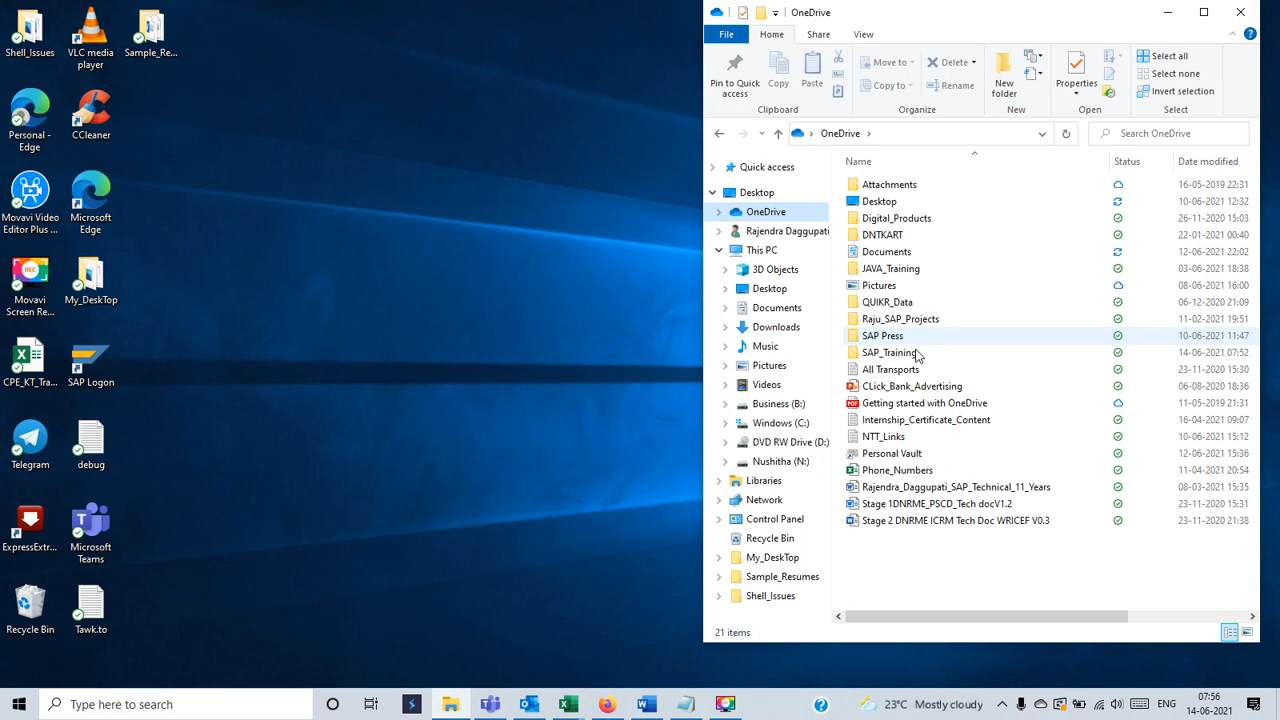 Shell_Issues
VLC media
player
Sample_Re...
Personal -
Edge
CCleaner
Movavi Video
Editor Plus ...
Microsoft
Edge
REC
Movavi
Screen Re...
My_DeskTop
CPE_KT_Tra...
SAP Logon
Telegram
debug
ExpressExtr...
Microsoft
Teams
Recycle Bin
Tawk.to
OneDrive
File
Home
Share
View
Pin to Quick
access
Copy
Paste
Clipboard
Move to
Copy to
Delete
Rename
Organize
New
folder
New
Properties
Open
Select all
Select none
Invert selection
Select
OneDrive
Search OneDrive
Quick access
Desktop
OneDrive
Rajendra Daggupati
This PC
3D Objects
Desktop
Documents
Downloads
Music
Pictures
Videos
Business (B:)
Windows (C:)
DVD RW Drive (D:)
Nushitha (N:)
Libraries
Network
Control Panel
Recycle Bin
My_DeskTop
Sample_Resumes
Shell_Issues
Name Status Date modified
Attachments 16-05-2019 22:31
Desktop 10-06-2021 12:32
Digital_Products 26-11-2020 15:03
DNTKART 22-01-2021 00:40
Documents 12-06-2021 22:02
JAVA_Training 03-06-2021 18:38
Pictures 08-06-2021 16:00
QUIKR_Data 06-12-2020 21:09
Raju_SAP_Projects 11-02-2021 19:51
SAP Press 10-06-2021 11:47
SAP_Training 14-06-2021 07:52
All Transports 15-06-2020 12:36
CLick_Bank_Advertising 06-08-2020 18:36
Getting started with OneDrive 11-05-2019 21:31
Internship_Certificate_Content 11-04-2021 09:07
NTT_Links 10-06-2021 15:12
Personal Vault 12-06-2021 15:36
Phone_Numbers 11-04-2021 20:54
Rajendra_Daggupati_SAP_Technical_11_Years 08-03-2021 15:35
Stage 1DNRME_PSCD_Tech docV1.2 23-11-2020 15:31
Stage 2 DNRME ICRM Tech Doc WRICEF V0.3 23-11-2020 21:38
21 items
Type here to search
23°C Mostly cloudy
ENG
07:56
14-06-2021